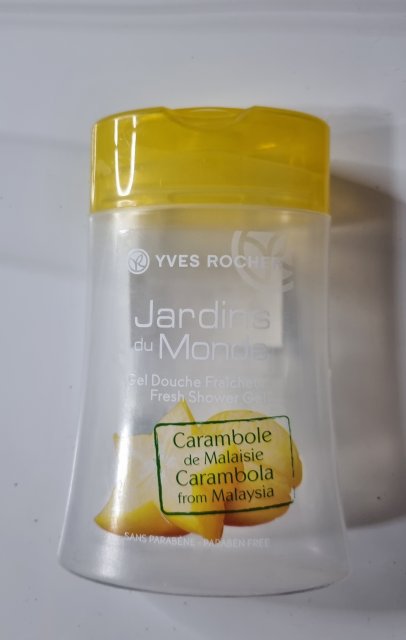 YVES ROCHER
Jardins
du Monde
Gel Douche Fraîcheur
Fresh Shower Gel
Carambole
de Malaisie
Carambola
from Malaysia
SANS PARABENE - PARABEN FREE